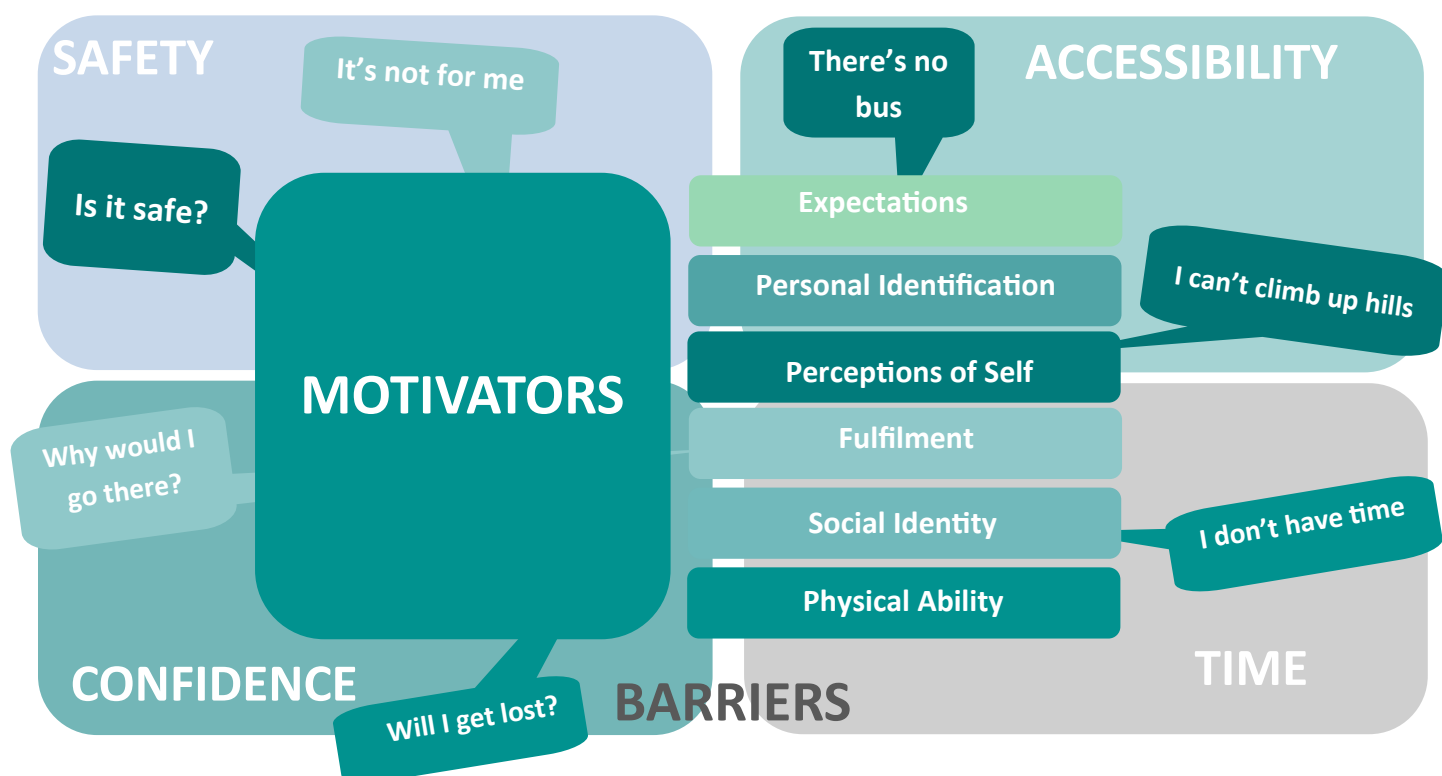 SAFETY
It's not for me
Is it safe?
There's no
bus
ACCESSIBILITY
MOTIVATORS
Expectations
Personal Identification
Perceptions of Self
Fulfilment
Social Identity
Physical Ability
I can't climb up hills
Why would I
go there?
I don't have time
CONFIDENCE
Will I get lost?
BARRIERS
TIME